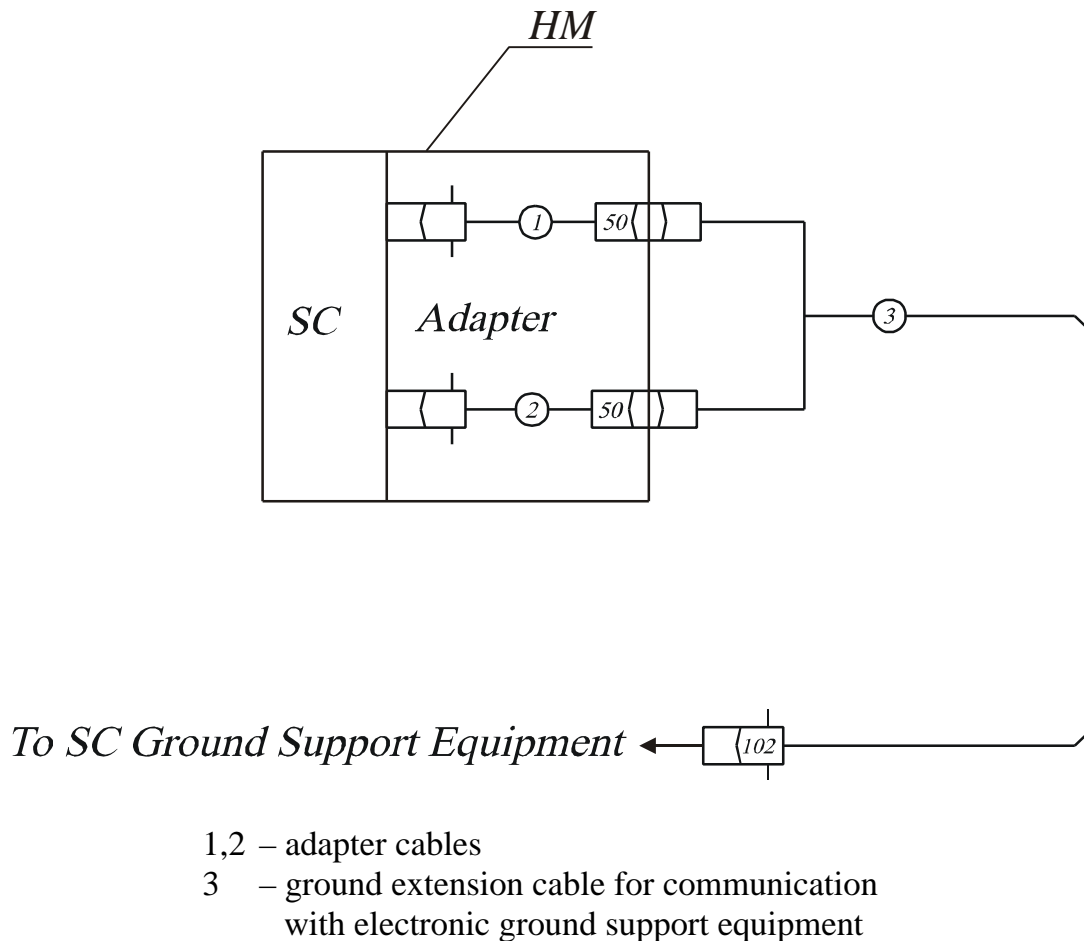 HM
1
50
SC
Adapter
3
2
50
To SC Ground Support Equipment
102
1,2 – adapter cables
3 – ground extension cable for communication
with electronic ground support equipment